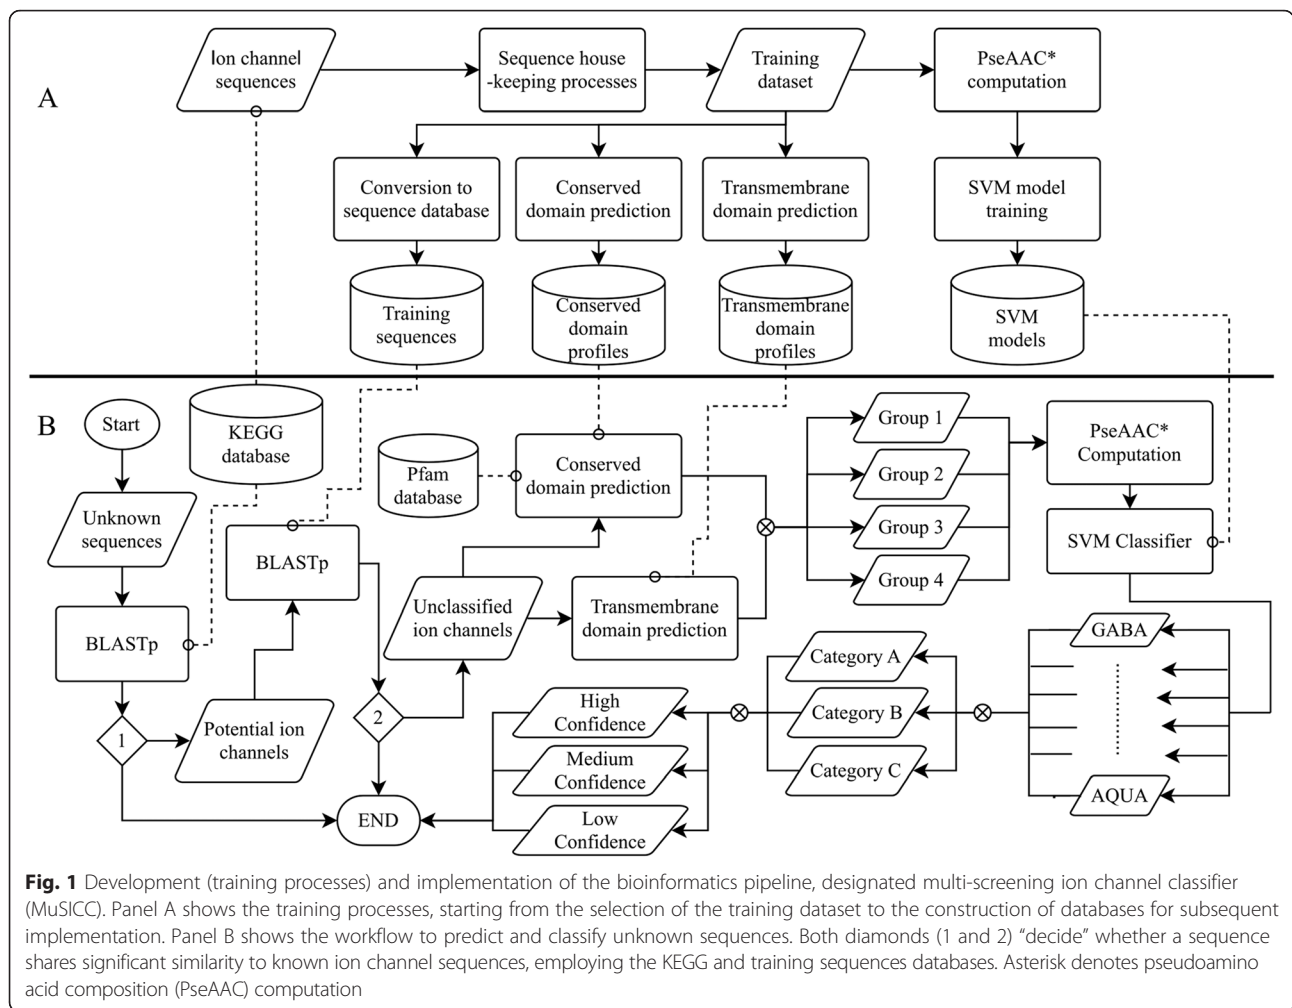 A
Ion channel
sequences
Sequence house
-keeping processes
Training
dataset
PseAAC*
computation
Conversion to
sequence database
Conserved
domain prediction
Transmembrane
domain prediction
SVM model
training
Training
sequences
Conserved
domain
profiles
Transmembrane
domain
profiles
SVM
models
B
Start
KEGG
database
Unknown
sequences
BLASTp
1
Potential ion
channels
BLASTp
2
END
Pfam
database
Conserved
domain prediction
Unclassified
ion channels
Transmembrane
domain prediction
Group 1
Group 2
Group 3
Group 4
PseAAC*
Computation
SVM Classifier
GABA
AQUA
Category A
Category B
Category C
High
Confidence
Medium
Confidence
Low
Confidence
Fig. 1 Development (training processes) and implementation of the bioinformatics pipeline, designated multi-screening ion channel classifier
(MuSICC). Panel A shows the training processes, starting from the selection of the training dataset to the construction of databases for subsequent
implementation. Panel B shows the workflow to predict and classify unknown sequences. Both diamonds (1 and 2) “decide” whether a sequence
shares significant similarity to known ion channel sequences, employing the KEGG and training sequences databases. Asterisk denotes pseudoamino
acid composition (PseAAC) computation